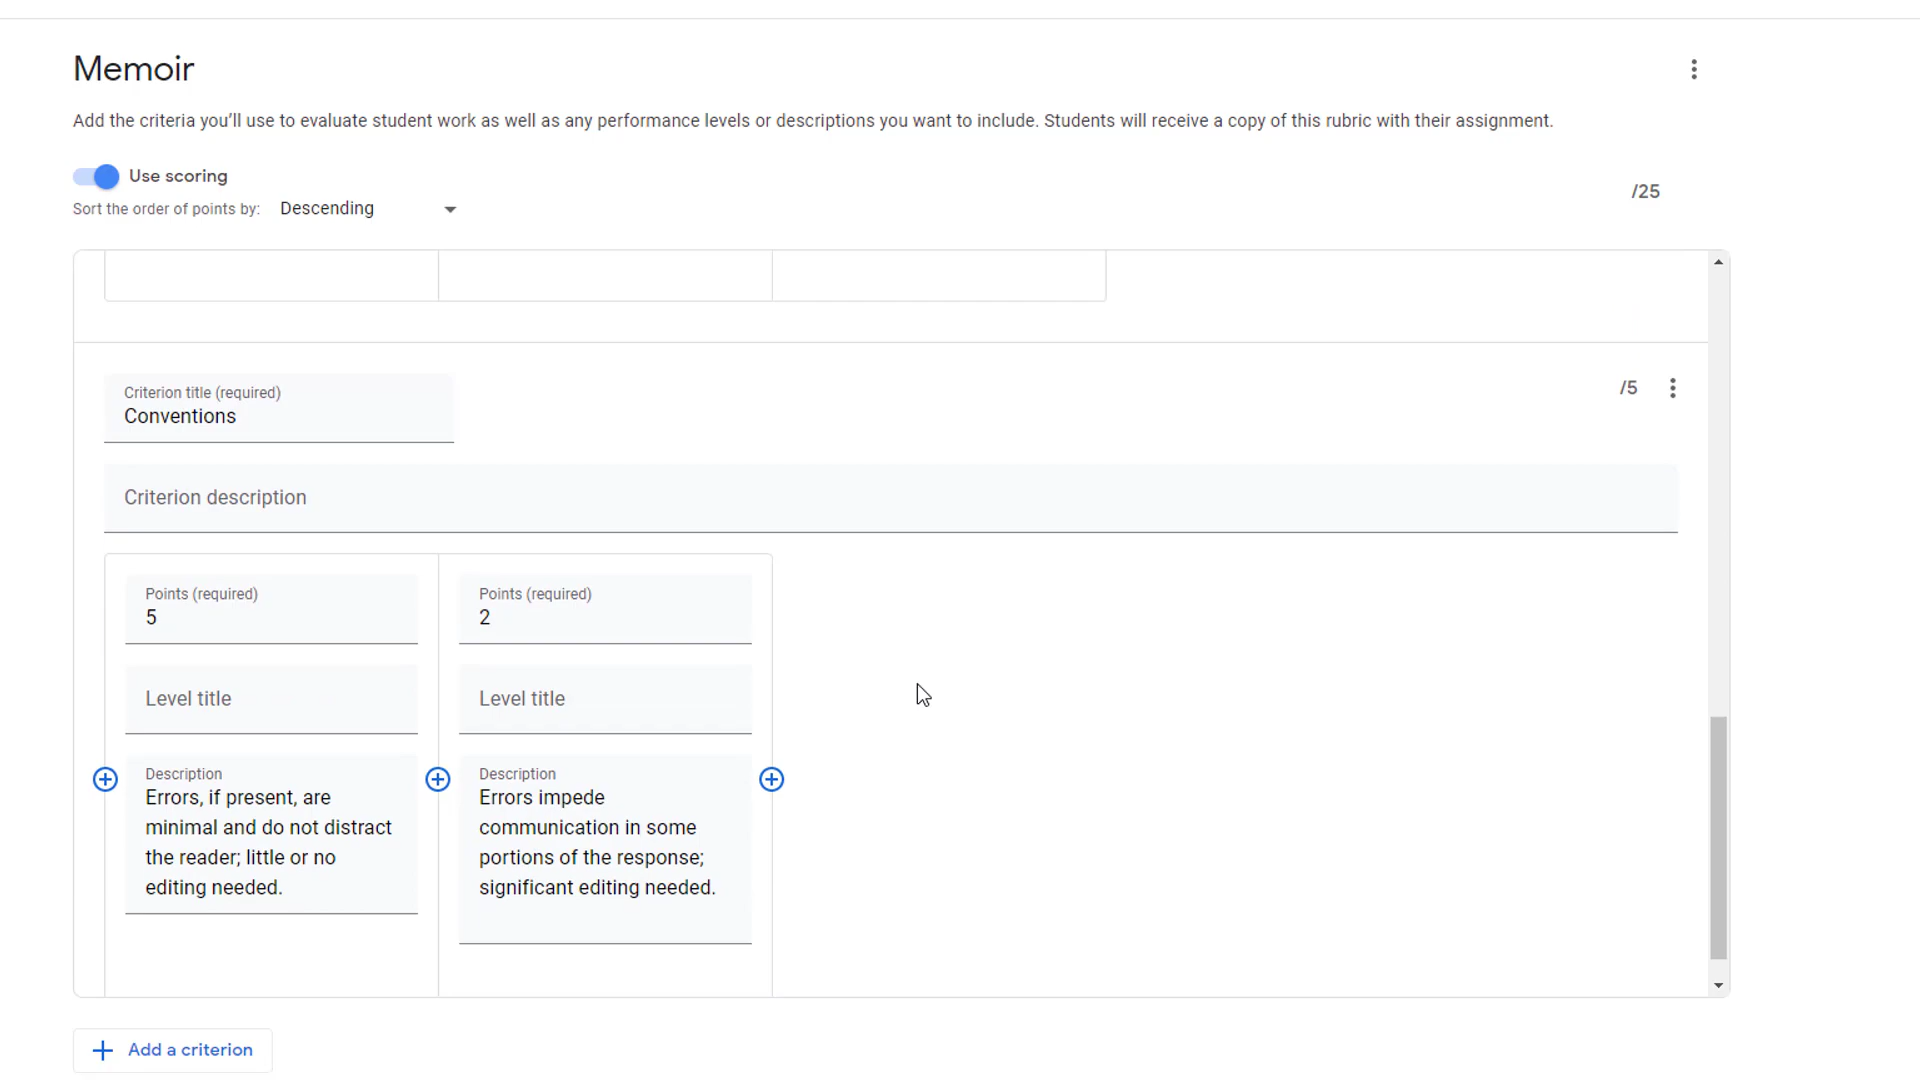 Memoir
Add the criteria you’ll use to evaluate student work as well as any performance levels or descriptions you want to include. Students will receive a copy of this rubric with their assignment.
Use scoring
Sort the order of points by: Descending
/25
Criterion title (required)
Conventions
/5
Criterion description
Points (required)
5
Level title
Description
Errors, if present, are
minimal and do not distract
the reader; little or no
editing needed.
Points (required)
2
Level title
Description
Errors impede
communication in some
portions of the response;
significant editing needed.
Add a criterion